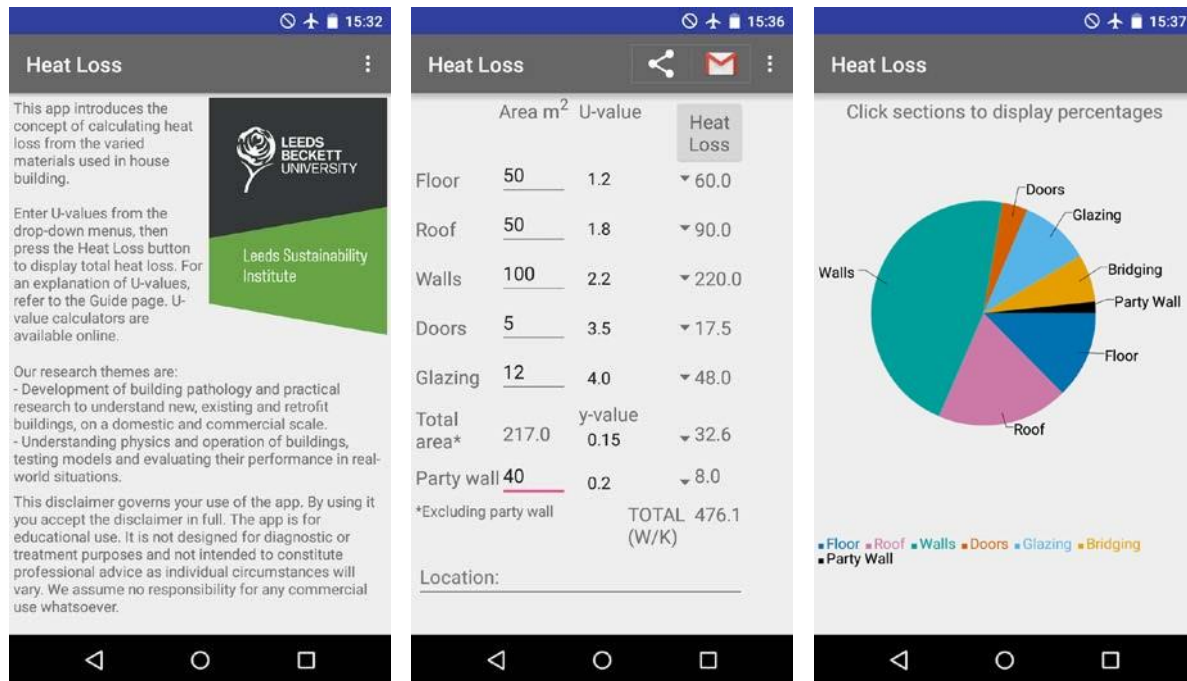 15:32
Heat Loss
This app introduces the
concept of calculating heat
loss from the varied
materials used in house
building.
Enter U-values from the
drop-down menus, then
press the Heat Loss button
to display total heat loss. For
an explanation of U-values,
refer to the Guide page. U-
value calculators are
available online.
LEEDS
BECKETT
UNIVERSITY
Leeds Sustainability
Institute
Our research themes are:
- Development of building pathology and practical
research to understand new, existing and retrofit
buildings, on a domestic and commercial scale.
- Understanding physics and operation of buildings,
testing models and evaluating their performance in real-
world situations.
This disclaimer governs your use of the app. By using it
you accept the disclaimer in full. The app is for
educational use. It is not designed for diagnostic or
treatment purposes and not intended to constitute
professional advice as individual circumstances will
vary. We assume no responsibility for any commercial
use whatsoever.
15:36
Heat Loss
Area m² U-value Heat
Loss
Floor 50 1.2 60.0
Roof 50 1.8 90.0
Walls 100 2.2 220.0
Doors 5 3.5 17.5
Glazing 12 4.0 48.0
Total
area* 217.0 y-value
0.15 32.6
Party wall 40 0.2 8.0
*Excluding party wall TOTAL 476.1
(W/K)
Location:
15:37
Heat Loss
Click sections to display percentages
Doors
Glazing
Walls
Bridging
Party Wall
Floor
Roof
Floor Roof Walls Doors Glazing Bridging
Party Wall